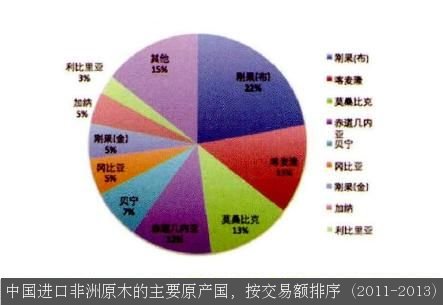 其他
15%
刚果(布)
22%
喀麦隆
13%
莫桑比克
13%
赤道几内亚
12%
贝宁
7%
冈比亚
5%
刚果(金)
5%
加纳
5%
利比里亚
3%
刚果(布)
喀麦隆
莫桑比克
赤道几内
亚
贝宁
冈比亚
刚果(金)
加纳
利比里亚
中国进口非洲原木的主要原产国，按交易额排序 (2011-2013)